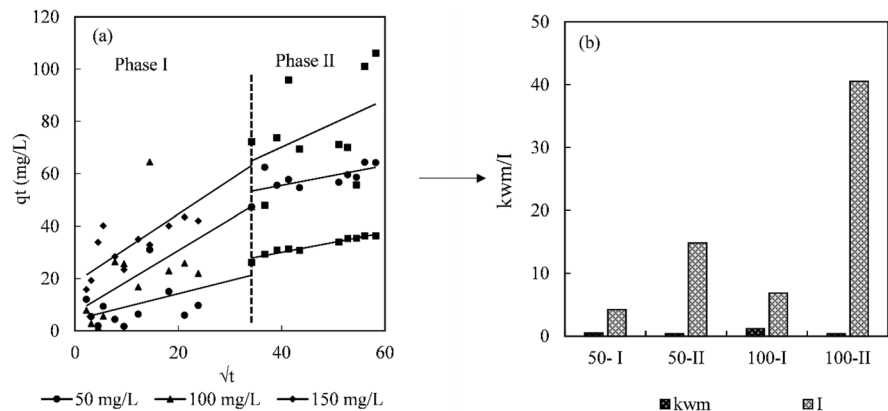 (a)
Phase I
Phase II
qt (mg/L)
120
100
80
60
40
20
0
0 20 40 60
√t
50 mg/L 100 mg/L 150 mg/L
(b)
kwm/I
50
40
30
20
10
0
50- I 50-II 100-I 100-II
kwm I